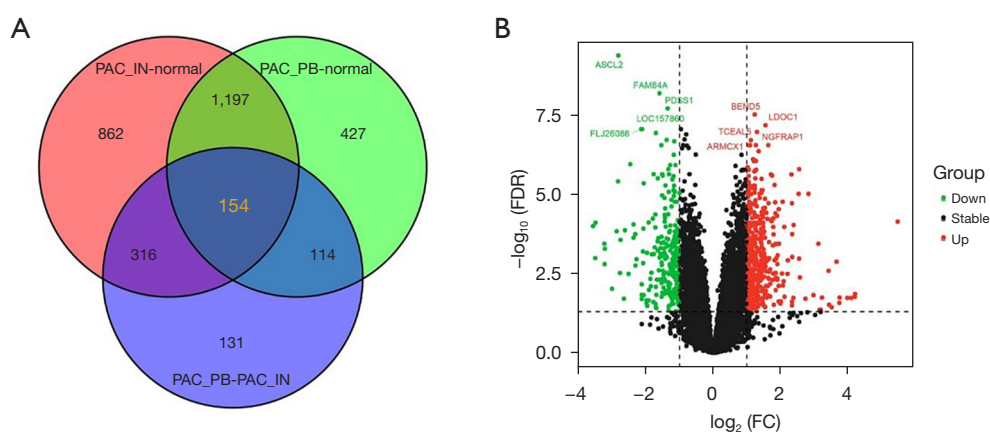 A
PAC_IN-normal
PAC_PB-normal
1,197
862
427
154
316
114
131
PAC_PB-PAC_IN
B
ASCL2
FAM84A
PDSS1
LOC157860
FLJ26086
BEND5
LDOC1
TCEAL5
NGFRAP1
ARMCX1
7.5
5.0
2.5
0.0
−log₁₀ (FDR)
−4
−2
0
2
4
log₂ (FC)
Group
Down
Stable
Up